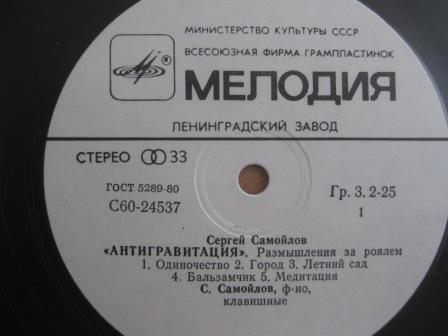 МИНИСТЕРСТВО КУЛЬТУРЫ СССР
ВСЕСОЮЗНАЯ ФИРМА ГРАМПЛАСТИНОК
МЕЛОДИЯ
ЛЕНИНГРАДСКИЙ ЗАВОД
СТЕРЕО 33
ГОСТ 5289-80
Гр. 3. 2-25
С60-24537
1
Сергей Самойлов
«АНТИГРАВИТАЦИЯ». Размышления за роялем
1. Одиночество 2. Город 3. Летний сад
4. Бальзамчик 5. Медитация
С. Самойлов, ф-но,
клавишные